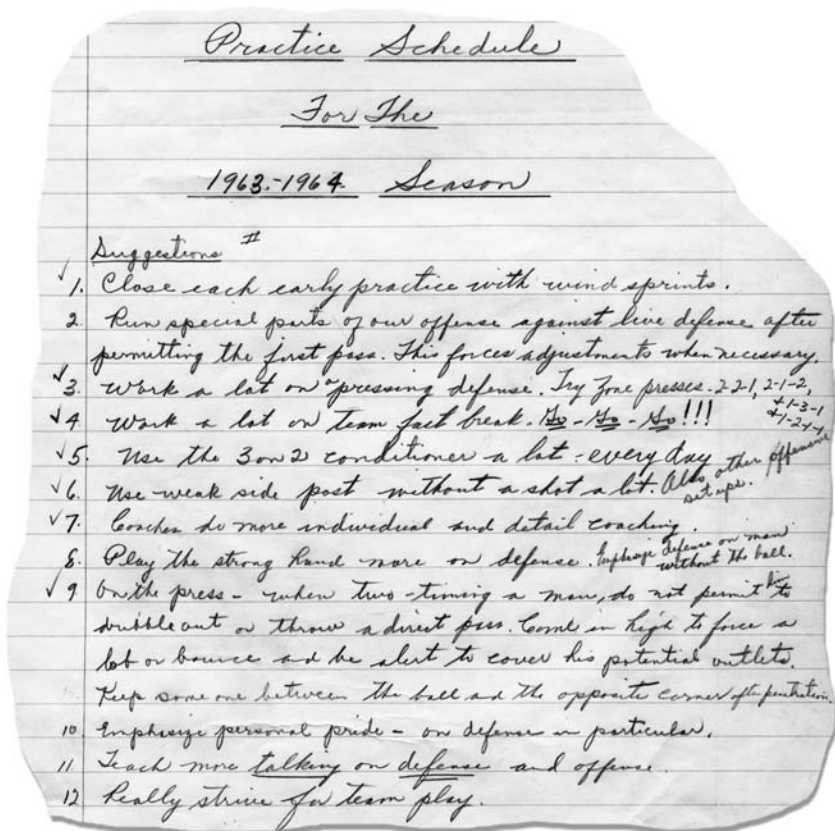 Practice Schedule
For The
1963-1964 Season
Suggestions II
✓ 1. Close each early practice with wind sprints.
2. Run special parts of our offense against live defense after
permitting the first pass. This forces adjustments when necessary.
✓ 3. Work a lot on pressing defense. Try Zone presses. 2-2-1, 2-1-2,
+1-3-1
+1-2-1-1
✓ 4. Work a lot on team fast break. Go-Go-Go!!!
✓ 5. Use the 3 on 2 conditioner a lot - every day
✓ 6. Use weak side post without a shot a lot. Also other offensive
set ups.
✓ 7. Coaches do more individual and detail coaching.
8. Play the strong hand more on defense. Emphasize defense on man
without the ball.
✓ 9. On the press - when two-timing a man, do not permit him to
dribble out or throw a direct pass. Come in high to force a
lob or bounce and be alert to cover his potential outlets.
Keep some one between the ball and the opposite corner after penetration.
10. Emphasize personal pride - on defense in particular.
11. Teach more talking on defense and offense.
12. Really strive for team play.